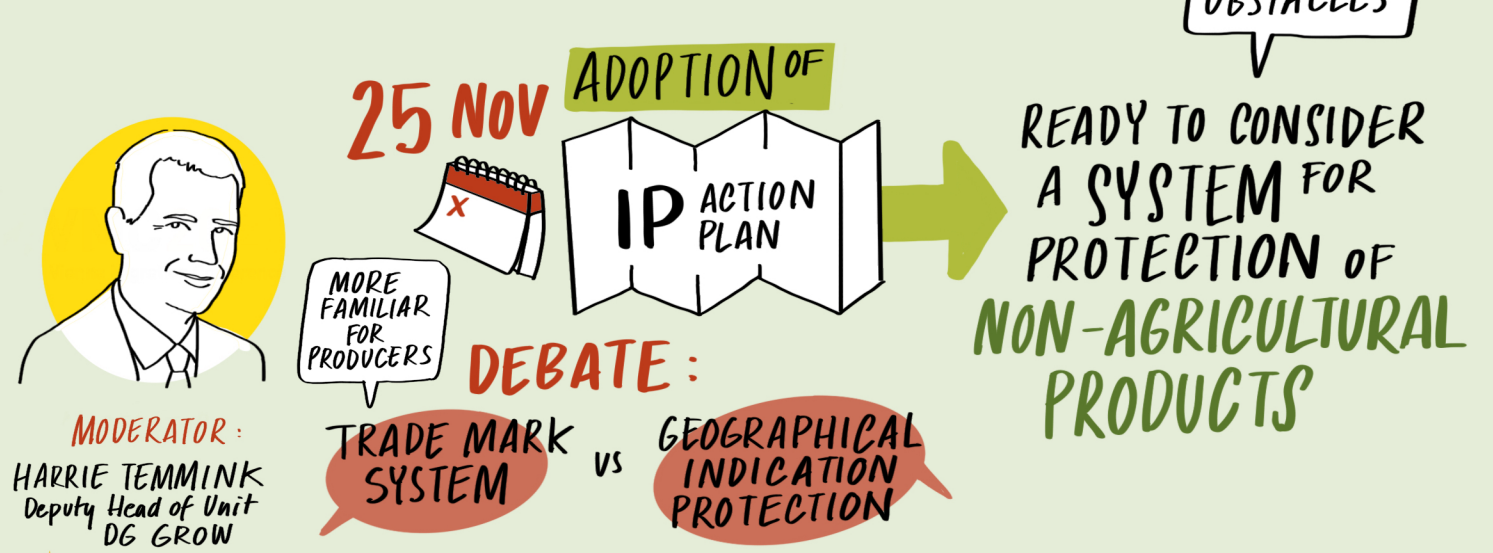 OBSTACLES
25 NOV
ADOPTION OF
IP ACTION
PLAN
READY TO CONSIDER
A SYSTEM FOR
PROTECTION OF
NON-AGRICULTURAL
PRODUCTS
X
MORE
FAMILIAR
FOR
PRODUCERS
DEBATE:
TRADE MARK
SYSTEM
VS
GEOGRAPHICAL
INDICATION
PROTECTION
MODERATOR:
HARRIE TEMMINK
Deputy Head of Unit
DG GROW